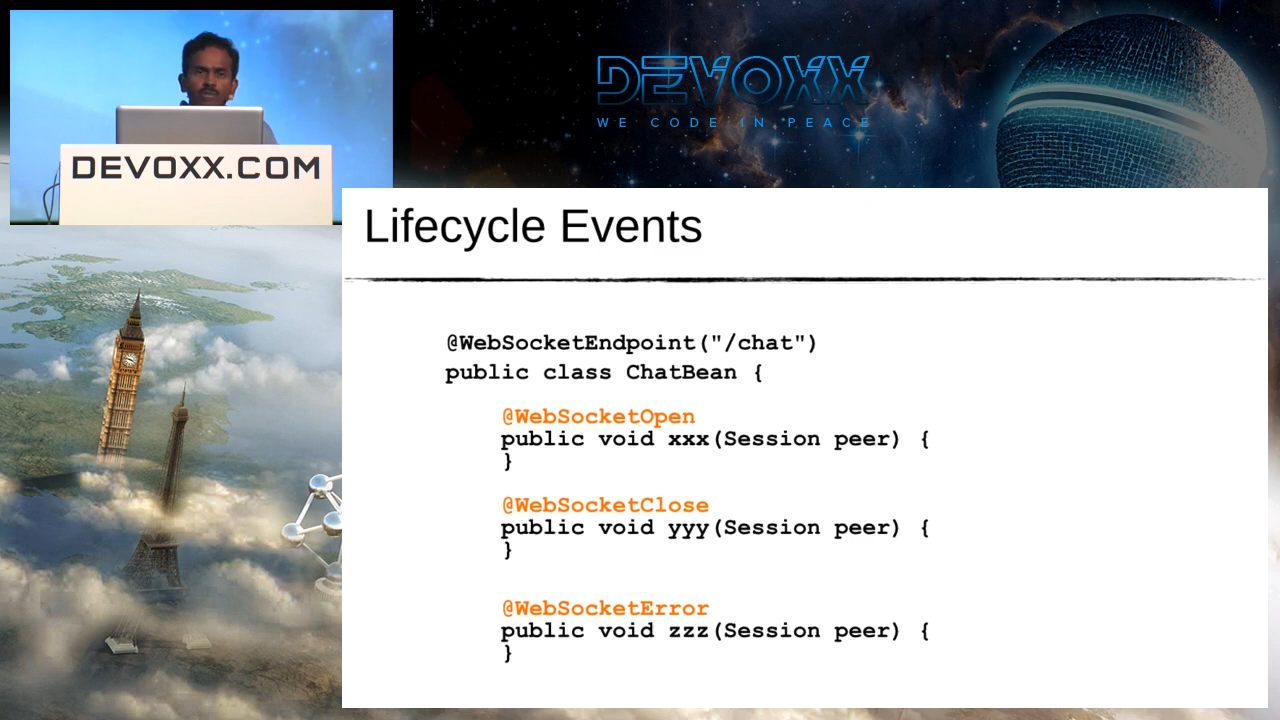 DEVOXX
WE CODE IN PEACE
DEVOXX.COM
Lifecycle Events
@WebSocketEndpoint("/chat")
public class ChatBean {
@WebSocketOpen
public void xxx(Session peer) {
}
@WebSocketClose
public void yyy(Session peer) {
}
@WebSocketError
public void zzz(Session peer) {
}